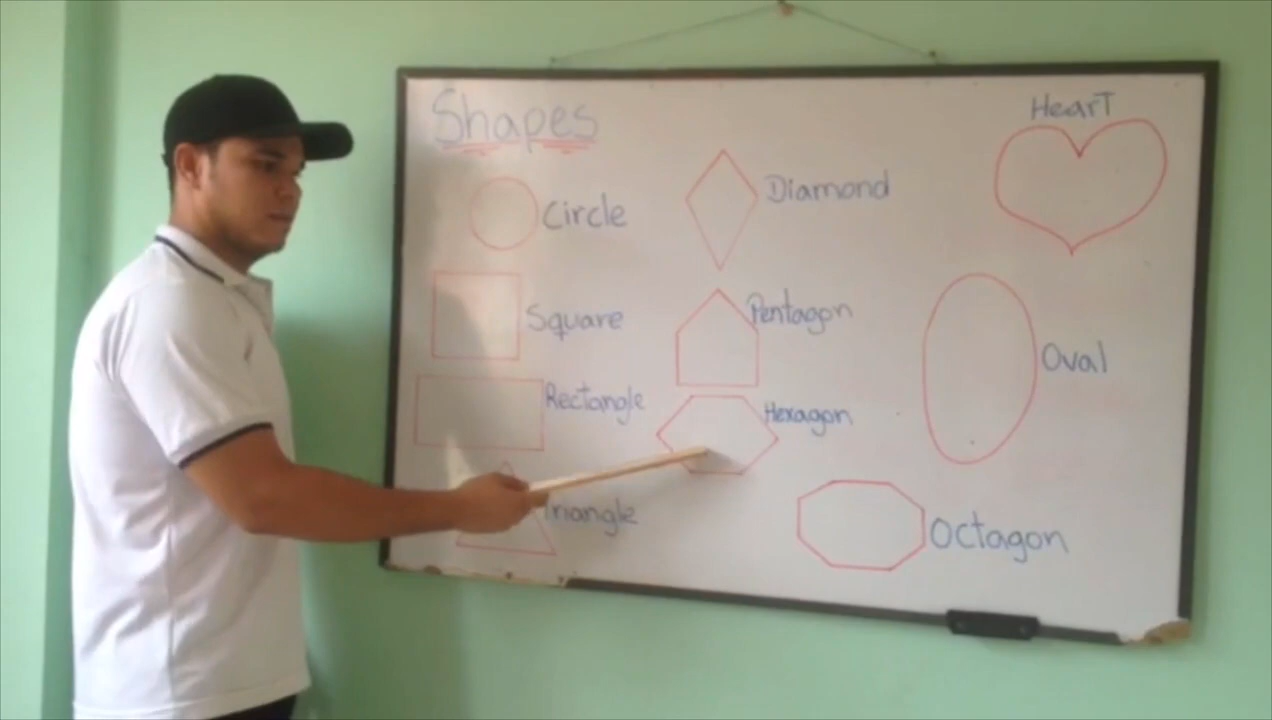 Shapes
Circle
Square
Rectangle
Triangle
Diamond
Pentagon
Hexagon
HearT
Oval
Octagon